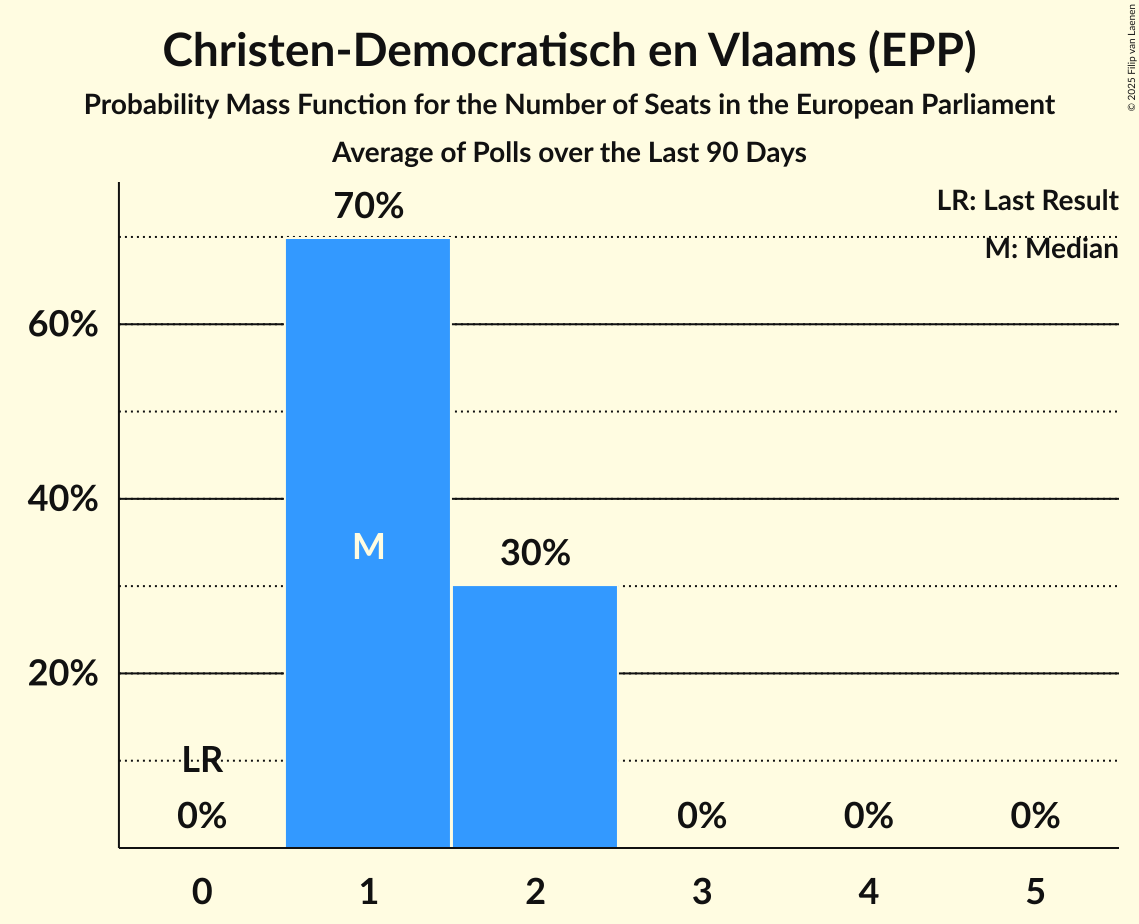 Christen-Democratisch en Vlaams (EPP)
Probability Mass Function for the Number of Seats in the European Parliament
Average of Polls over the Last 90 Days
© 2025 Filip van Laenen
LR: Last Result
M: Median
70%
60%
40%
20%
M
30%
LR
0%
0%
0%
0%
0 1 2 3 4 5